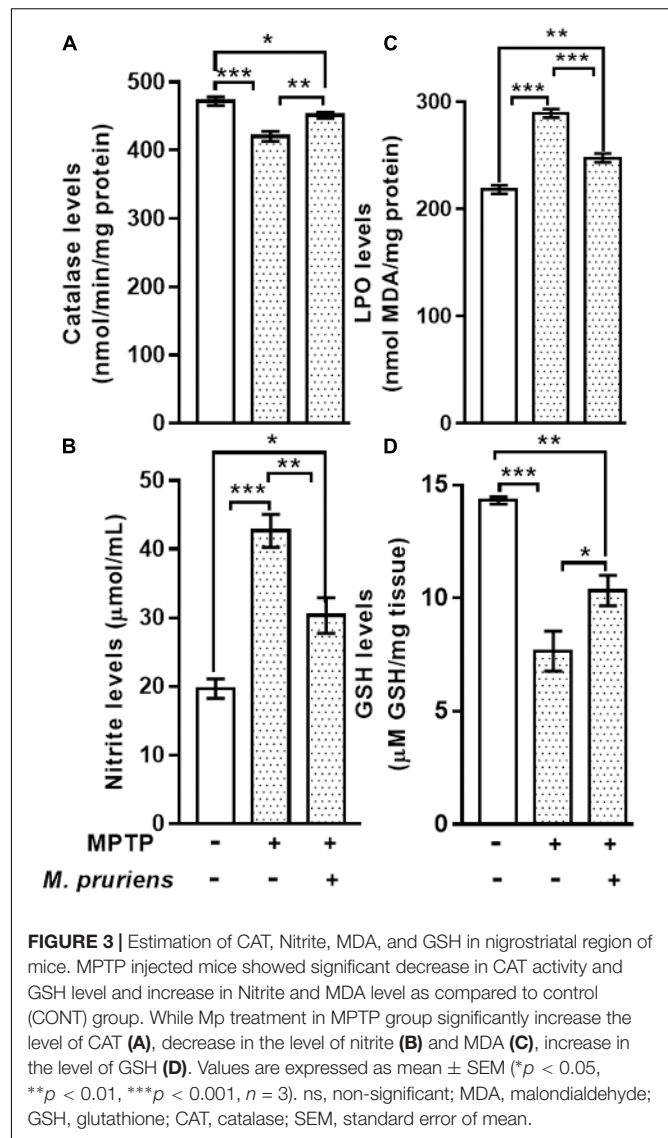 A
*
***
**
500
400
300
200
100
0
Catalase levels
(nmol/min/mg protein)
C
**
***
***
300
200
100
0
LPO levels
(nmol MDA/mg protein)
B
*
***
**
50
40
30
20
10
0
Nitrite levels (µmol/mL)
D
**
***
*
15
10
5
0
GSH levels
(µM GSH/mg tissue)
MPTP - + + - + +
M. pruriens - - + - - +
FIGURE 3 | Estimation of CAT, Nitrite, MDA, and GSH in nigrostriatal region of
mice. MPTP injected mice showed significant decrease in CAT activity and
GSH level and increase in Nitrite and MDA level as compared to control
(CONT) group. While Mp treatment in MPTP group significantly increase the
level of CAT (A), decrease in the level of nitrite (B) and MDA (C), increase in
the level of GSH (D). Values are expressed as mean ± SEM (*p < 0.05,
**p < 0.01, ***p < 0.001, n = 3). ns, non-significant; MDA, malondialdehyde;
GSH, glutathione; CAT, catalase; SEM, standard error of mean.